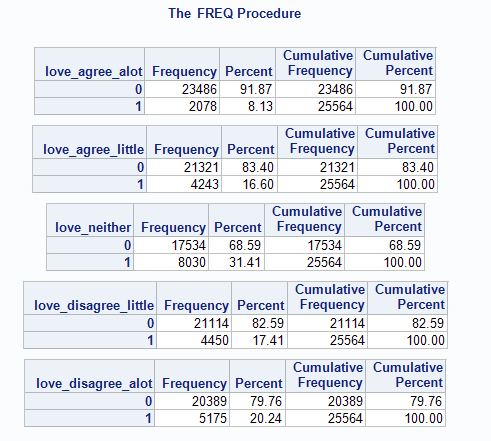 The FREQ Procedure
Cumulative Cumulative
love_agree_alot Frequency Percent Frequency Percent
0 23486 91.87 23486 91.87
1 2078 8.13 25564 100.00
Cumulative Cumulative
love_agree_little Frequency Percent Frequency Percent
0 21321 83.40 21321 83.40
1 4243 16.60 25564 100.00
Cumulative Cumulative
love_neither Frequency Percent Frequency Percent
0 17534 68.59 17534 68.59
1 8030 31.41 25564 100.00
Cumulative Cumulative
love_disagree_little Frequency Percent Frequency Percent
0 21114 82.59 21114 82.59
1 4450 17.41 25564 100.00
Cumulative Cumulative
love_disagree_alot Frequency Percent Frequency Percent
0 20389 79.76 20389 79.76
1 5175 20.24 25564 100.00